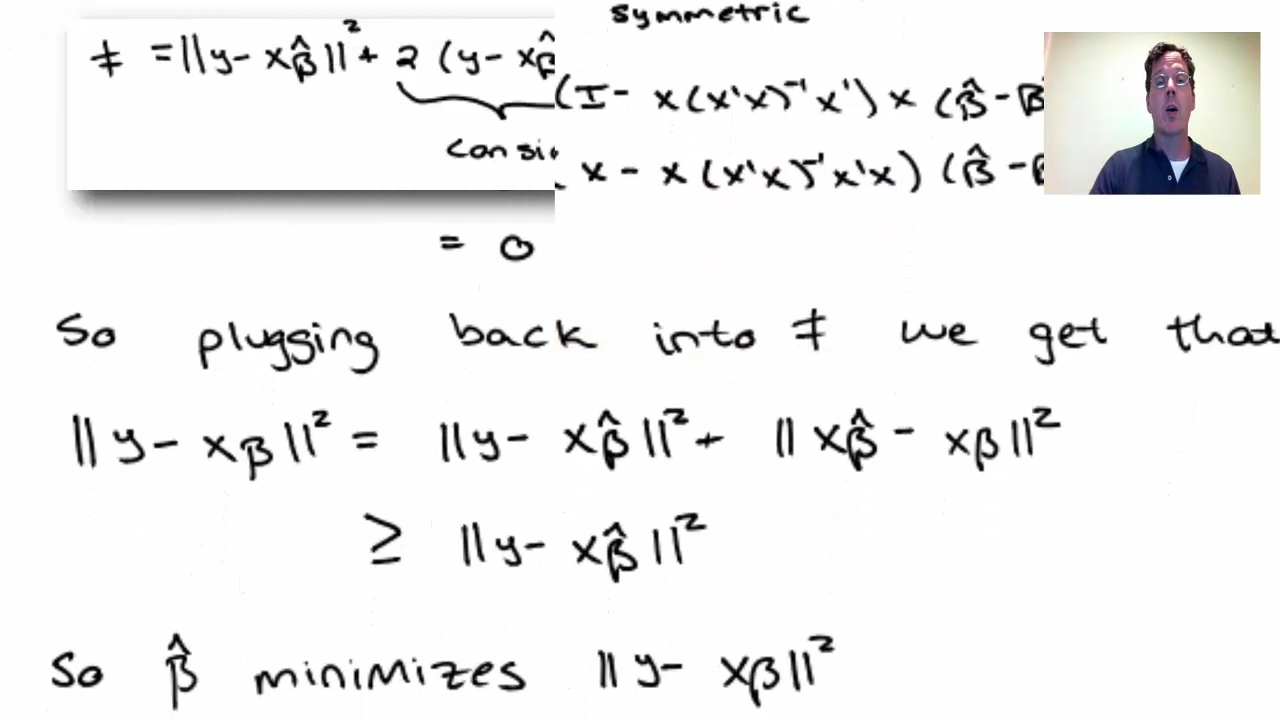 symmetric
‡ = ||y - xβ̂||² + 2 (y - xβ̂
(I - x(x'x)⁻¹x') x (β̂ - β
consi
x - x(x'x)⁻¹x'x) (β̂ - β
= 0
So plugging back into ‡ we get that
||y - xβ||² = ||y - xβ̂||² + ||xβ̂ - xβ||²
≥ ||y - xβ̂||²
So β̂ minimizes ||y - xβ||²